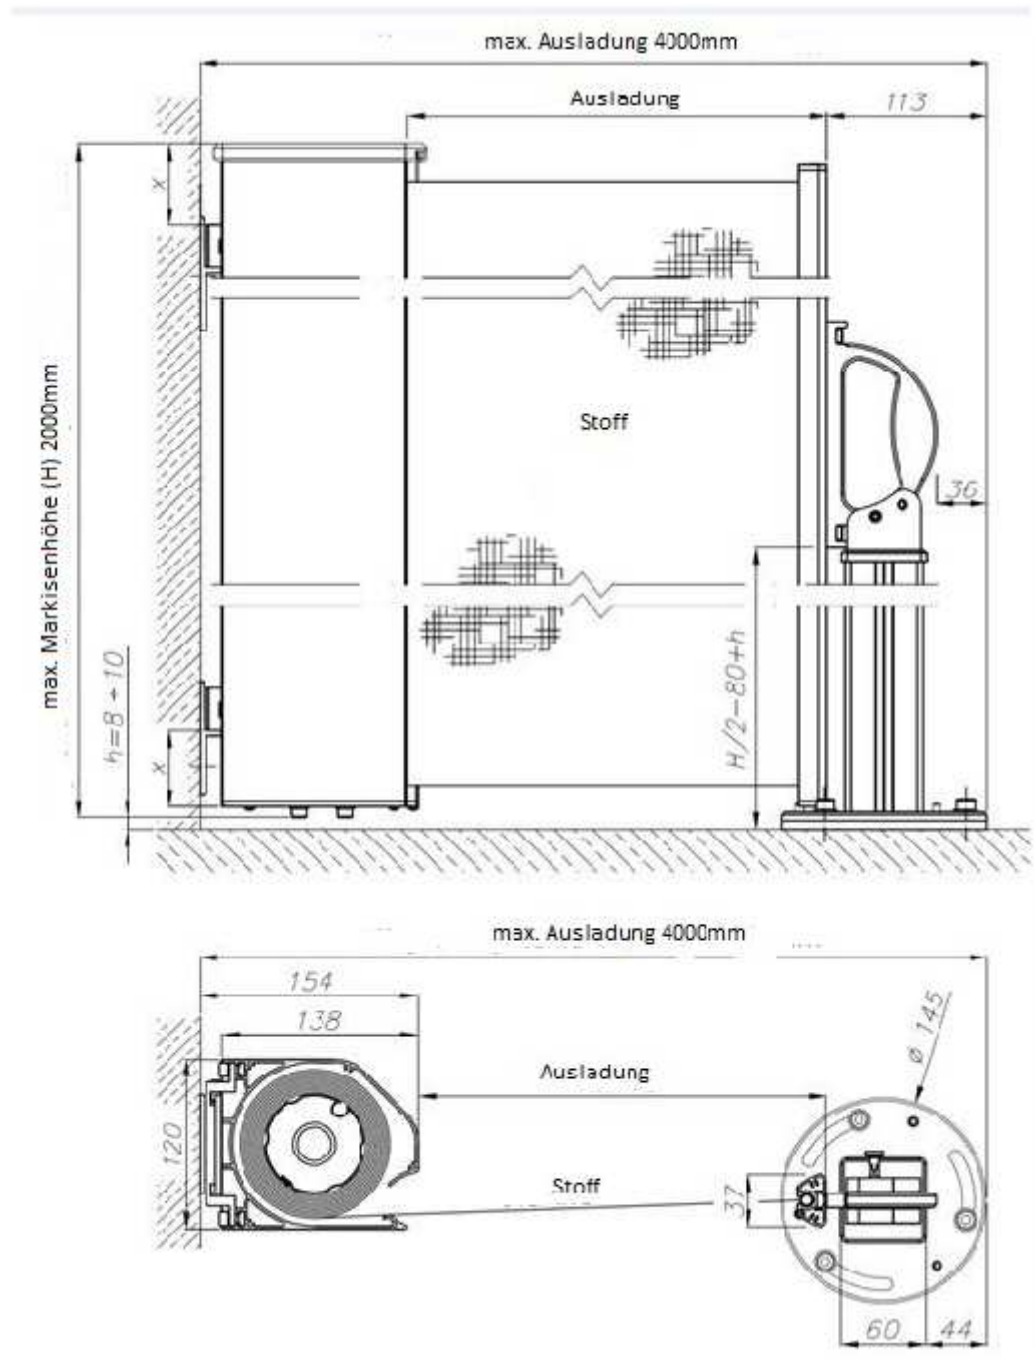 max. Ausladung 4000mm
Ausladung
113
x
max. Markisenhöhe (H) 2000mm
Stoff
36
h=8 ÷10
H/2-80+h
x
max. Ausladung 4000mm
154
138
ø 145
Ausladung
120
Stoff
37
60
44